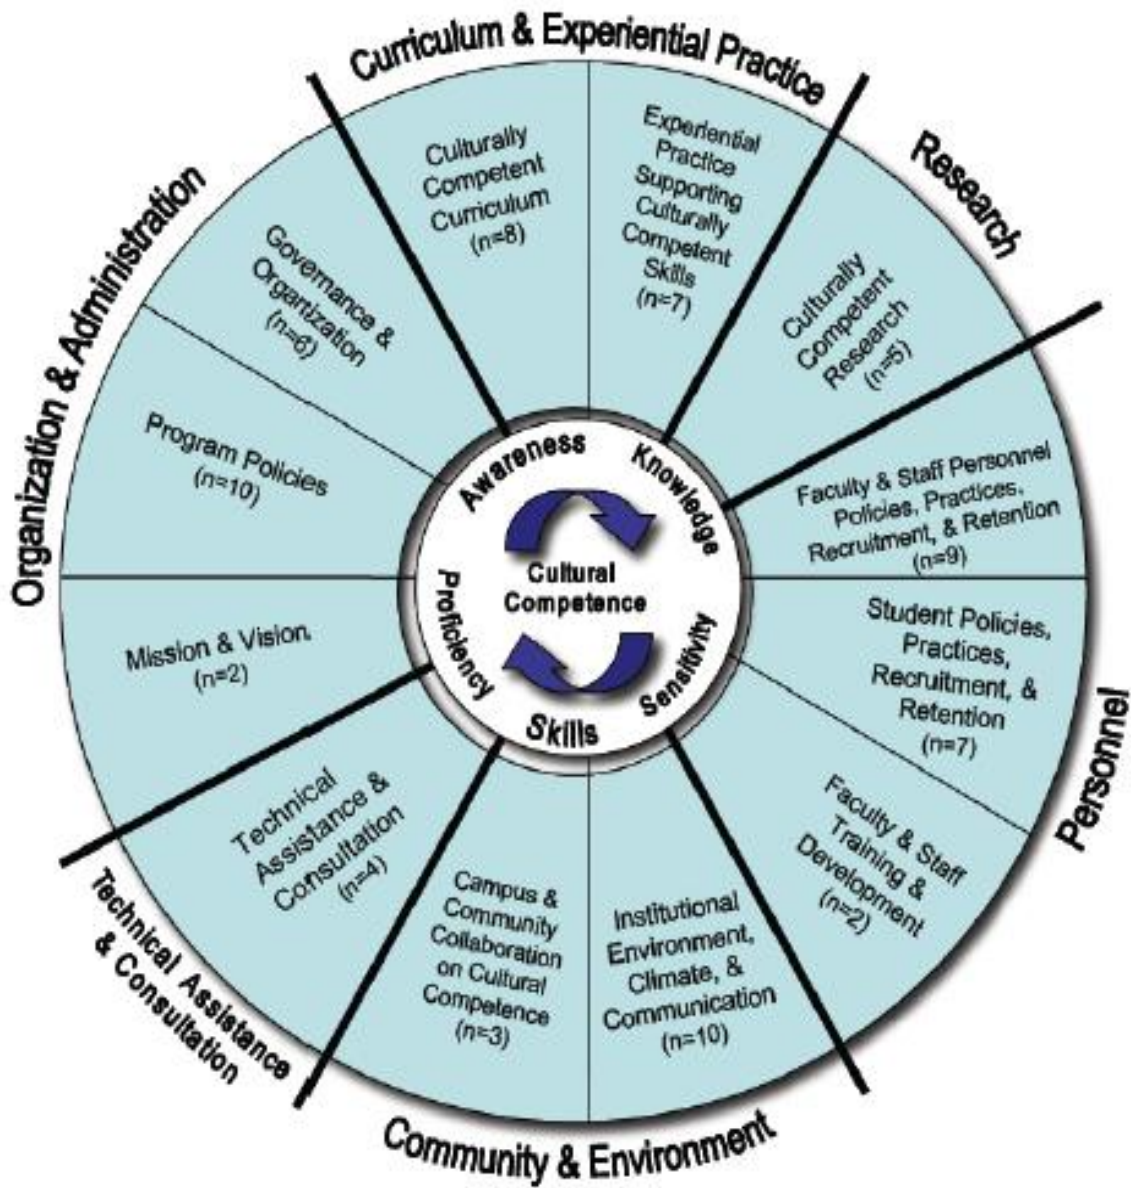 Curriculum & Experiential Practice
Culturally
Competent
Curriculum
(n=8)
Experiential
Practice
Supporting
Culturally
Competent
Skills
(n=7)
Research
Culturally
Competent
Research
(n=5)
Personnel
Faculty & Staff Personnel
Policies, Practices,
Recruitment, & Retention
(n=9)
Student Policies,
Practices,
Recruitment, &
Retention
(n=7)
Faculty & Staff
Training &
Development
(n=2)
Community & Environment
Institutional
Environment,
Climate, &
Communication
(n=10)
Campus &
Community
Collaboration
on Cultural
Competence
(n=3)
Technical Assistance
& Consultation
Technical
Assistance &
Consultation
(n=4)
Organization & Administration
Mission & Vision
(n=2)
Program Policies
(n=10)
Governance &
Organization
(n=6)
Awareness
Knowledge
Sensitivity
Skills
Proficiency
Cultural
Competence